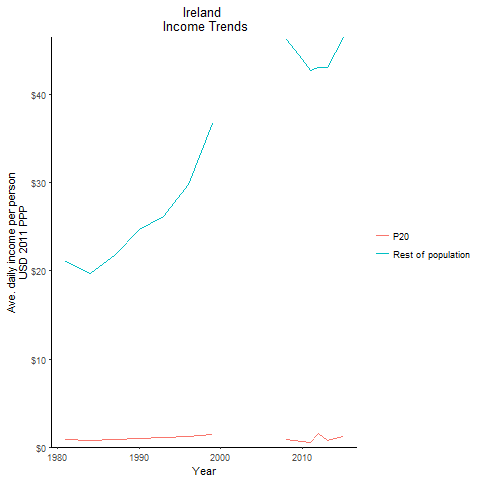 Ireland
Income Trends
Ave. daily income per person
USD 2011 PPP
$40
$30
$20
$10
$0
1980
1990
2000
2010
Year
P20
Rest of population